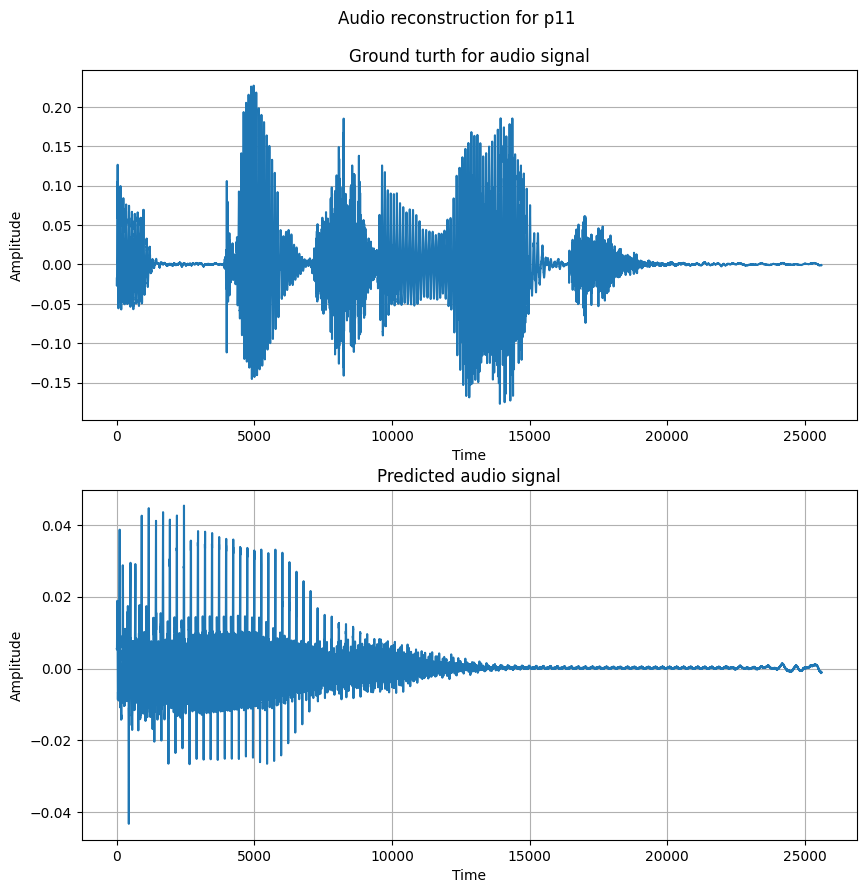 Audio reconstruction for p11
Ground turth for audio signal
0.20
0.15
0.10
0.05
0.00
−0.05
−0.10
−0.15
Amplitude
0 5000 10000 15000 20000 25000
Time
Predicted audio signal
0.04
0.02
0.00
−0.02
−0.04
Amplitude
0 5000 10000 15000 20000 25000
Time